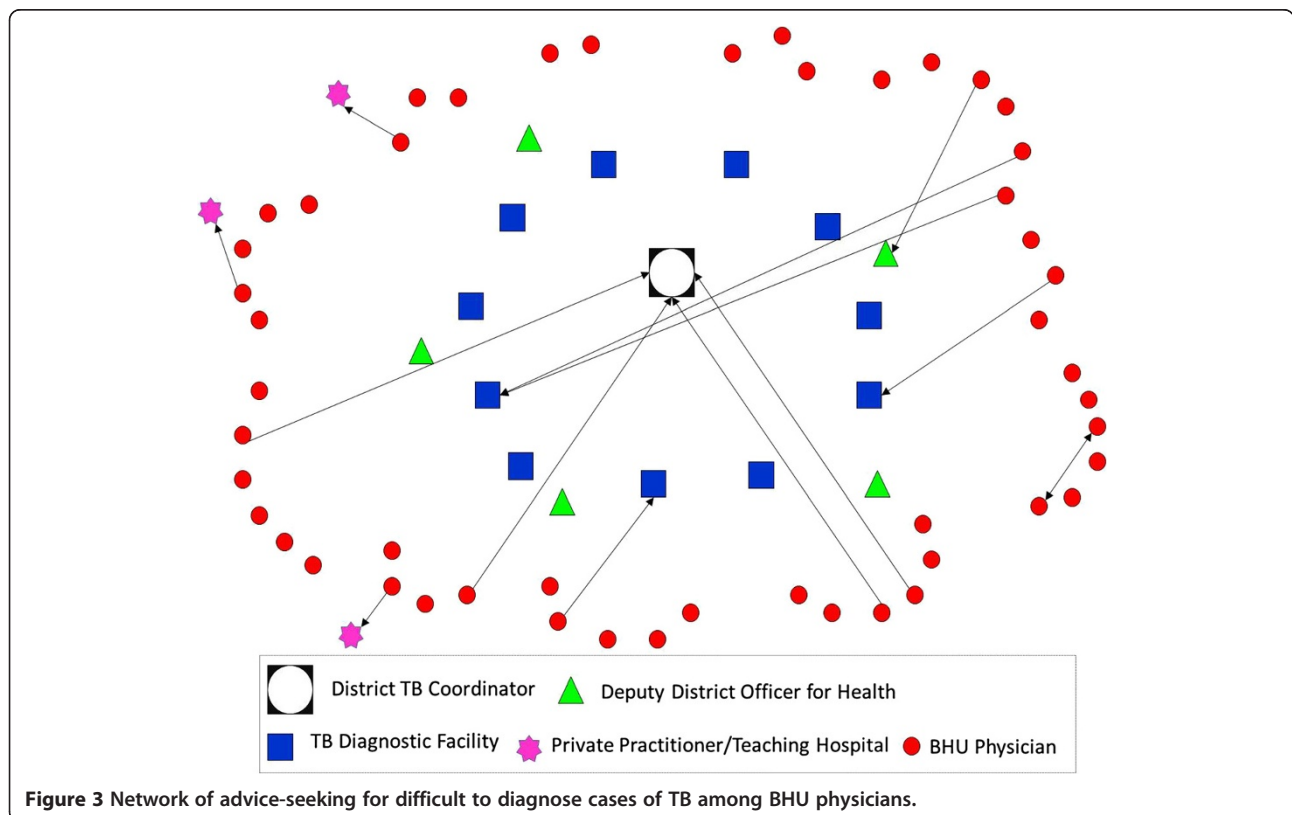 District TB Coordinator
Deputy District Officer for Health
TB Diagnostic Facility
Private Practitioner/Teaching Hospital
BHU Physician
Figure 3 Network of advice-seeking for difficult to diagnose cases of TB among BHU physicians.